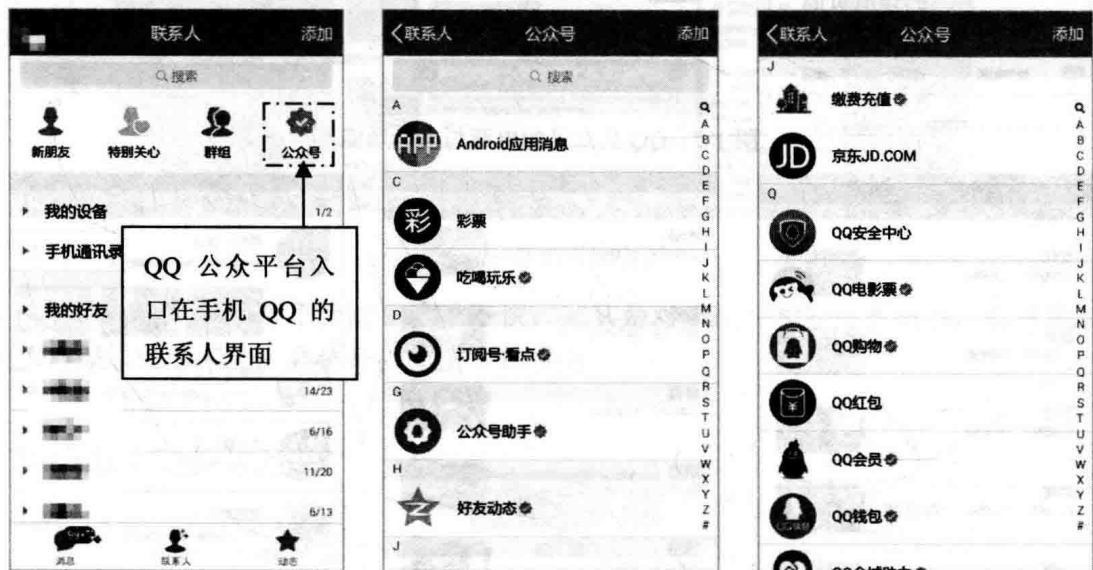 联系人
添加
搜索
新朋友
特别关心
群组
公众号
我的设备
1/2
手机通讯录
我的好友
QQ 公众平台入
口在手机 QQ 的
联系人界面
14/23
6/16
11/20
6/13
消息
联系人
动态
联系人
公众号
添加
搜索
A
APP
Android应用消息
C
彩
彩票
吃喝玩乐
D
订阅号·看点
G
公众号助手
H
好友动态
J
A
B
C
D
E
F
G
H
I
J
K
L
M
N
O
P
Q
R
S
T
U
V
W
X
Y
Z
#
联系人
公众号
添加
J
缴费充值
JD
京东JD.COM
Q
QQ安全中心
QQ电影票
QQ购物
QQ红包
QQ会员
QQ钱包
A
B
C
D
E
F
G
H
I
J
K
L
M
N
O
P
Q
R
S
T
U
V
W
X
Y
Z
#